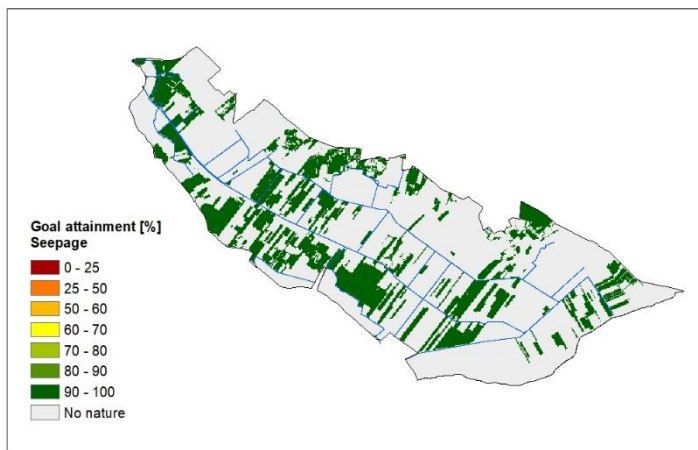 Goal attainment [%]
Seepage
0 - 25
25 - 50
50 - 60
60 - 70
70 - 80
80 - 90
90 - 100
No nature